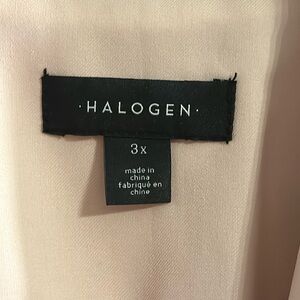 ·HALOGEN·
3x
made in
china
fabriqué en
chine